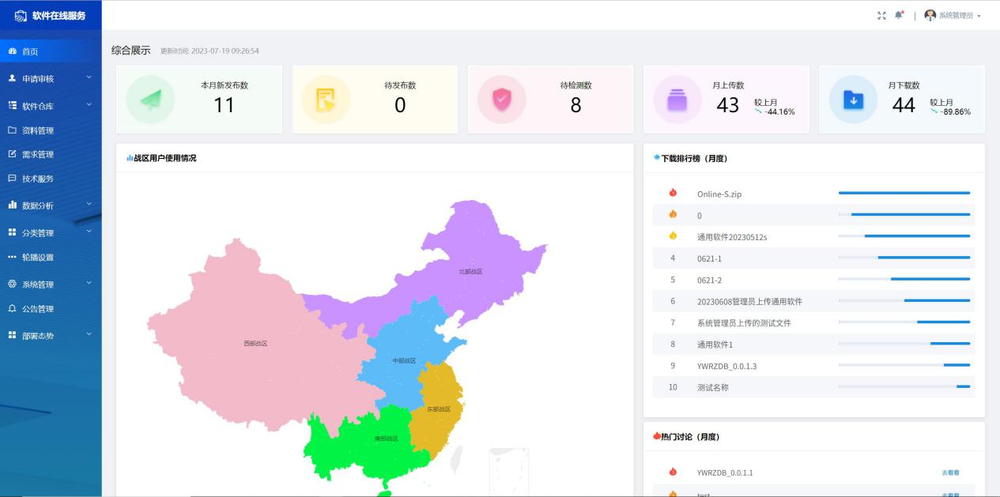 软件在线服务
系统管理员
首页
申请审核
软件仓库
资料管理
需求管理
技术服务
数据分析
分类管理
轮播设置
系统管理
公告管理
部署态势
综合展示 更新时间: 2023-07-19 09:26:54
本月新发布数
11
待发布数
0
待检测数
8
月上传数
43 较上月
-44.16%
月下载数
44 较上月
-89.86%
战区用户使用情况
北部战区
西部战区
中部战区
东部战区
南部战区
下载排行榜（月度）
1 Online-S.zip
2 0
3 通用软件20230512s
4 0621-1
5 0621-2
6 20230608管理员上传通用软件
7 系统管理员上传的测试文件
8 通用软件1
9 YWRZDB_0.0.1.3
10 测试名称
热门讨论（月度）
1 YWRZDB_0.0.1.1 去看看
test 去看看